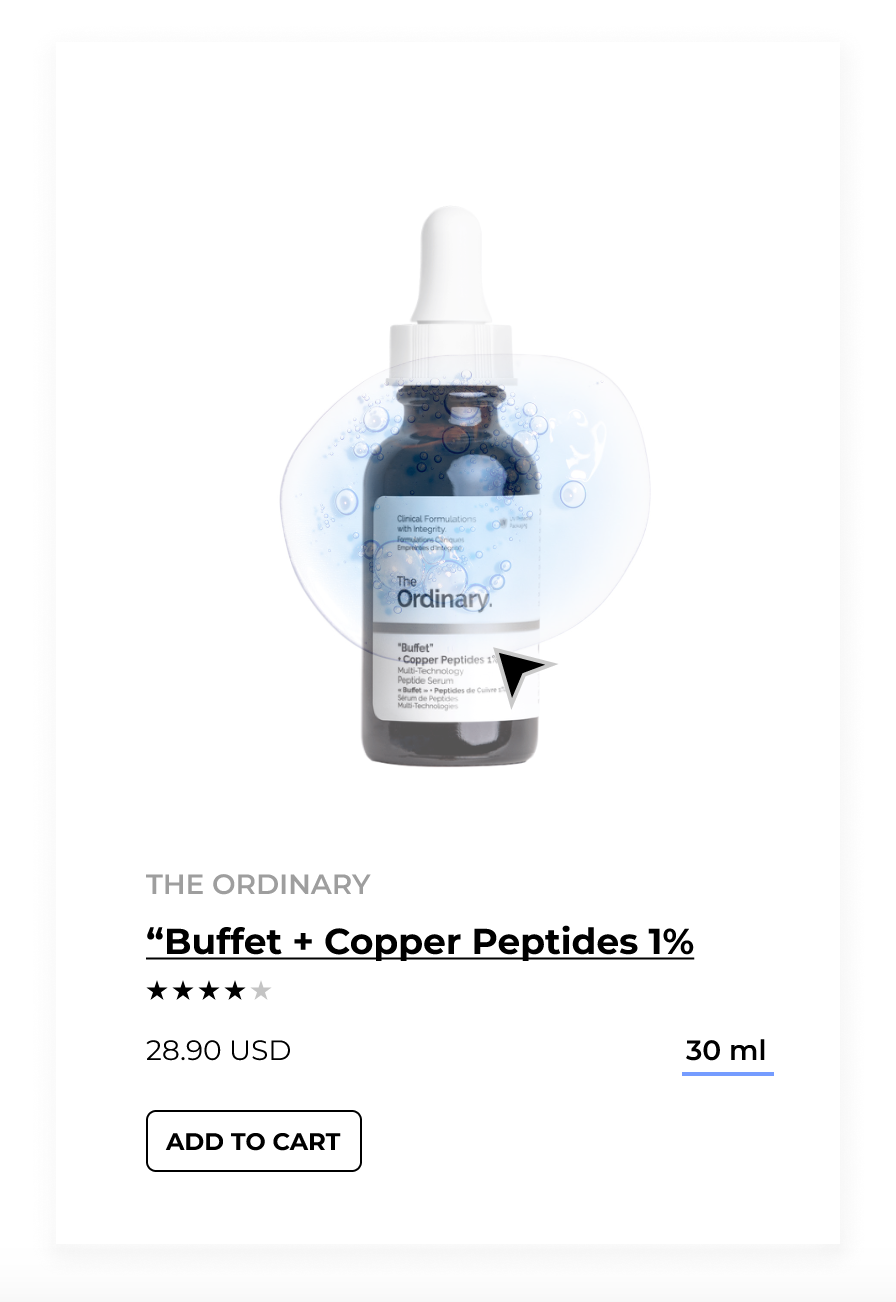 Clinical Formulations
with Integrity.
Formulations Cliniques
Empreintes d'intégrité
The
Ordinary.
"Buffet"
+ Copper Peptides 1%
Multi-Technology
Peptide Serum
« Buffet » + Peptides de Cuivre 1%
Sérum de Peptides
Multi-Technologies
THE ORDINARY
“Buffet + Copper Peptides 1%
★★★★★
28.90 USD
30 ml
ADD TO CART